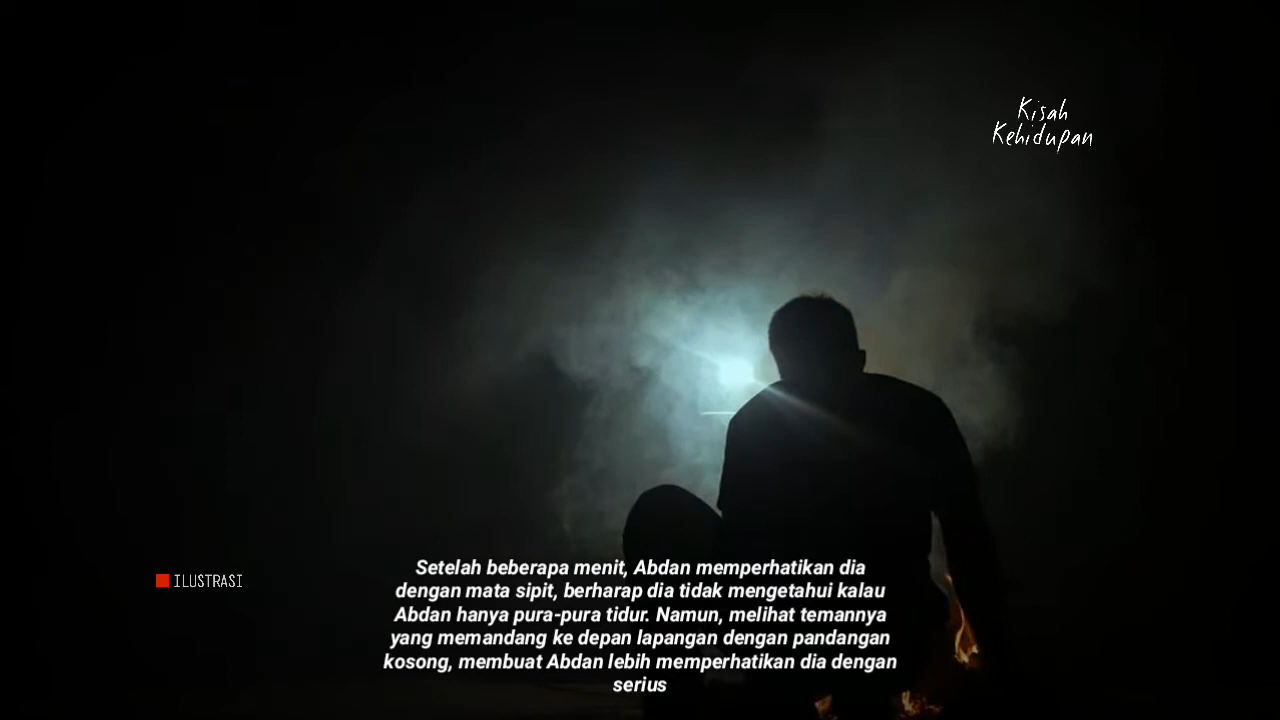 Kisah
Kehidupan
ILUSTRASI
Setelah beberapa menit, Abdan memperhatikan dia
dengan mata sipit, berharap dia tidak mengetahui kalau
Abdan hanya pura-pura tidur. Namun, melihat temannya
yang memandang ke depan lapangan dengan pandangan
kosong, membuat Abdan lebih memperhatikan dia dengan
serius